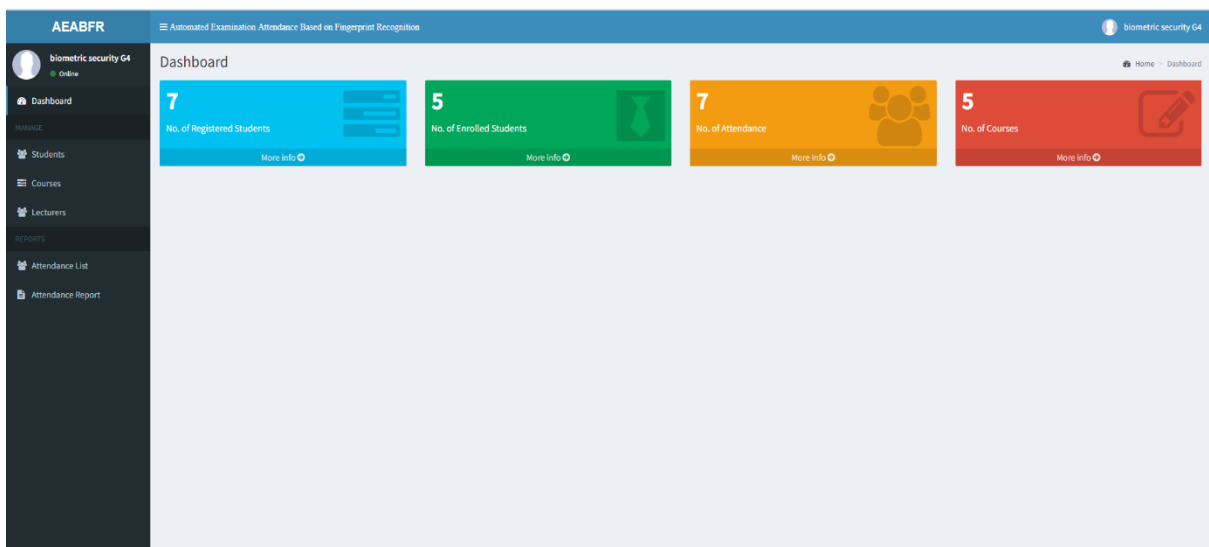 AEABFR
Automated Examination Attendance Based on Fingerprint Recognition
biometric security G4
biometric security G4
Online
Dashboard
MANAGE
Students
Courses
Lecturers
REPORTS
Attendance List
Attendance Report
Dashboard
Home > Dashboard
7
No. of Registered Students
More info
5
No. of Enrolled Students
More info
7
No. of Attendance
More info
5
No. of Courses
More info